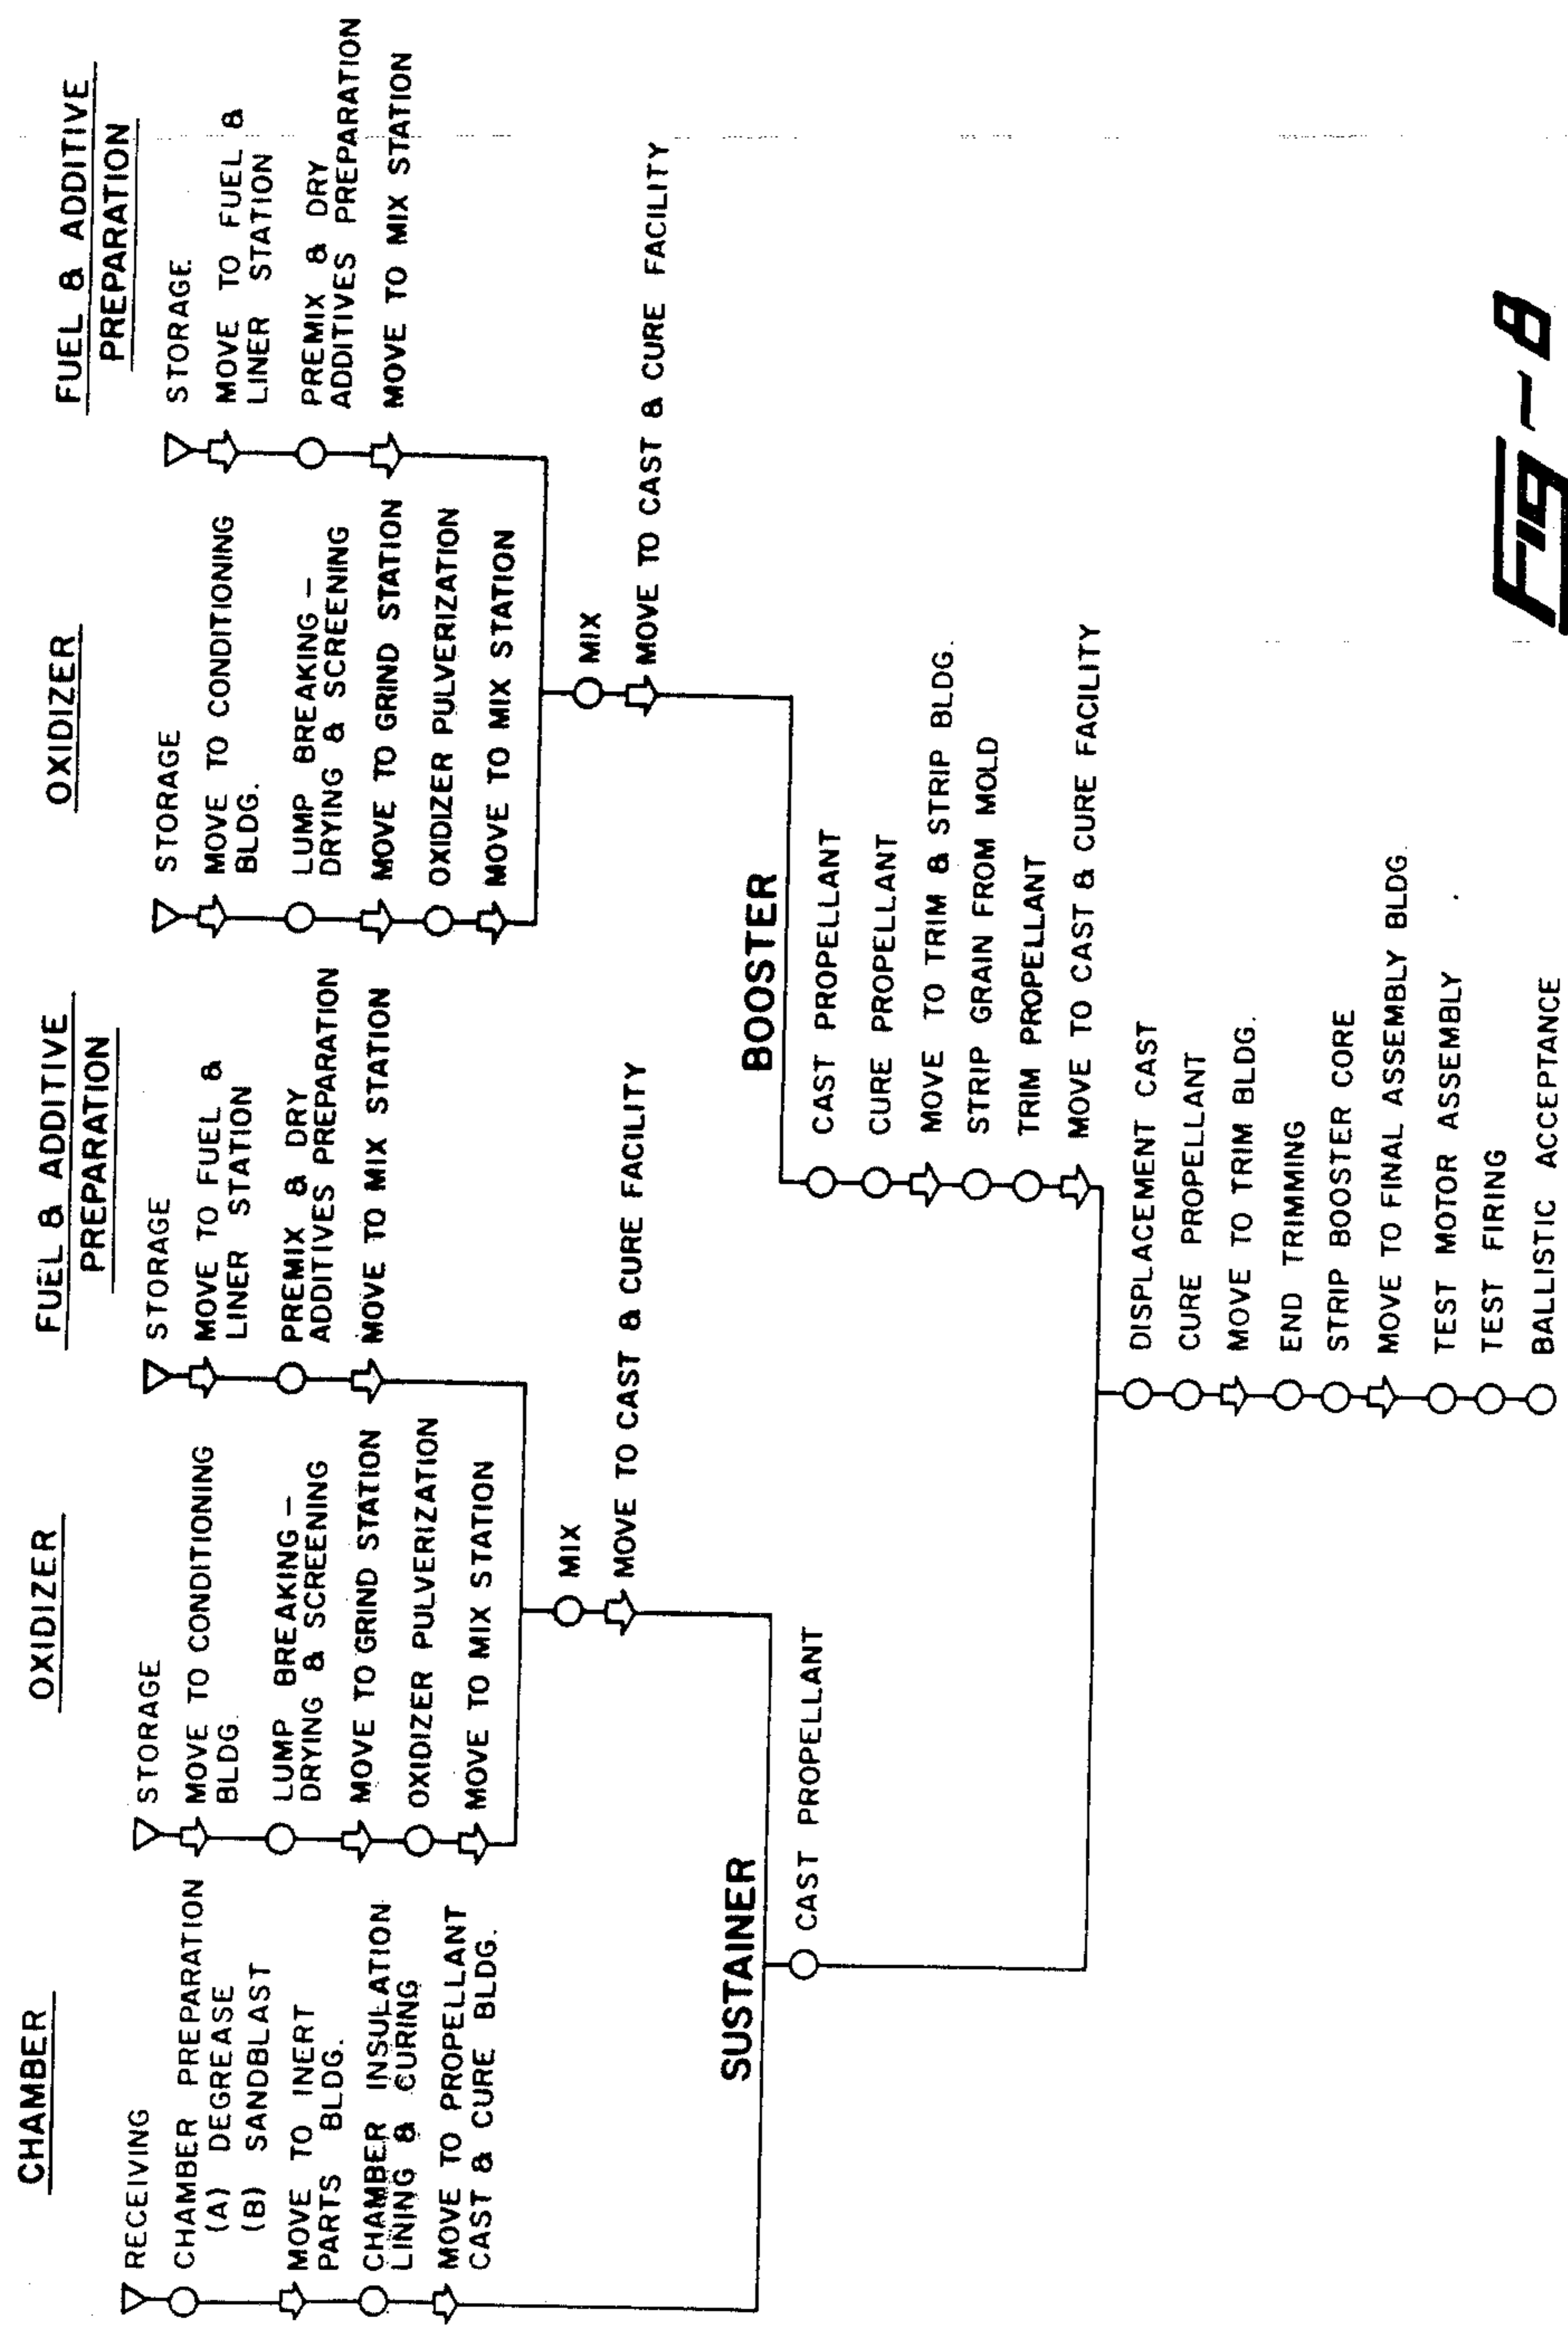 CHAMBER
RECEIVING
CHAMBER PREPARATION
(A) DEGREASE
(B) SANDBLAST
MOVE TO INERT
PARTS BLDG.
CHAMBER INSULATION
LINING & CURING
MOVE TO PROPELLANT
CAST & CURE BLDG.
OXIDIZER
STORAGE
MOVE TO CONDITIONING
BLDG.
LUMP BREAKING –
DRYING & SCREENING
MOVE TO GRIND STATION
OXIDIZER PULVERIZATION
MOVE TO MIX STATION
FUEL & ADDITIVE
PREPARATION
STORAGE
MOVE TO FUEL &
LINER STATION
PREMIX & DRY
ADDITIVES PREPARATION
MOVE TO MIX STATION
MIX
MOVE TO CAST & CURE FACILITY
OXIDIZER
STORAGE
MOVE TO CONDITIONING
BLDG.
LUMP BREAKING –
DRYING & SCREENING
MOVE TO GRIND STATION
OXIDIZER PULVERIZATION
MOVE TO MIX STATION
FUEL & ADDITIVE
PREPARATION
STORAGE
MOVE TO FUEL &
LINER STATION
PREMIX & DRY
ADDITIVES PREPARATION
MOVE TO MIX STATION
MIX
MOVE TO CAST & CURE FACILITY
SUSTAINER
CAST PROPELLANT
BOOSTER
CAST PROPELLANT
CURE PROPELLANT
MOVE TO TRIM & STRIP BLDG.
STRIP GRAIN FROM MOLD
TRIM PROPELLANT
MOVE TO CAST & CURE FACILITY
DISPLACEMENT CAST
CURE PROPELLANT
MOVE TO TRIM BLDG.
END TRIMMING
STRIP BOOSTER CORE
MOVE TO FINAL ASSEMBLY BLDG.
TEST MOTOR ASSEMBLY
TEST FIRING
BALLISTIC ACCEPTANCE
Fig-8